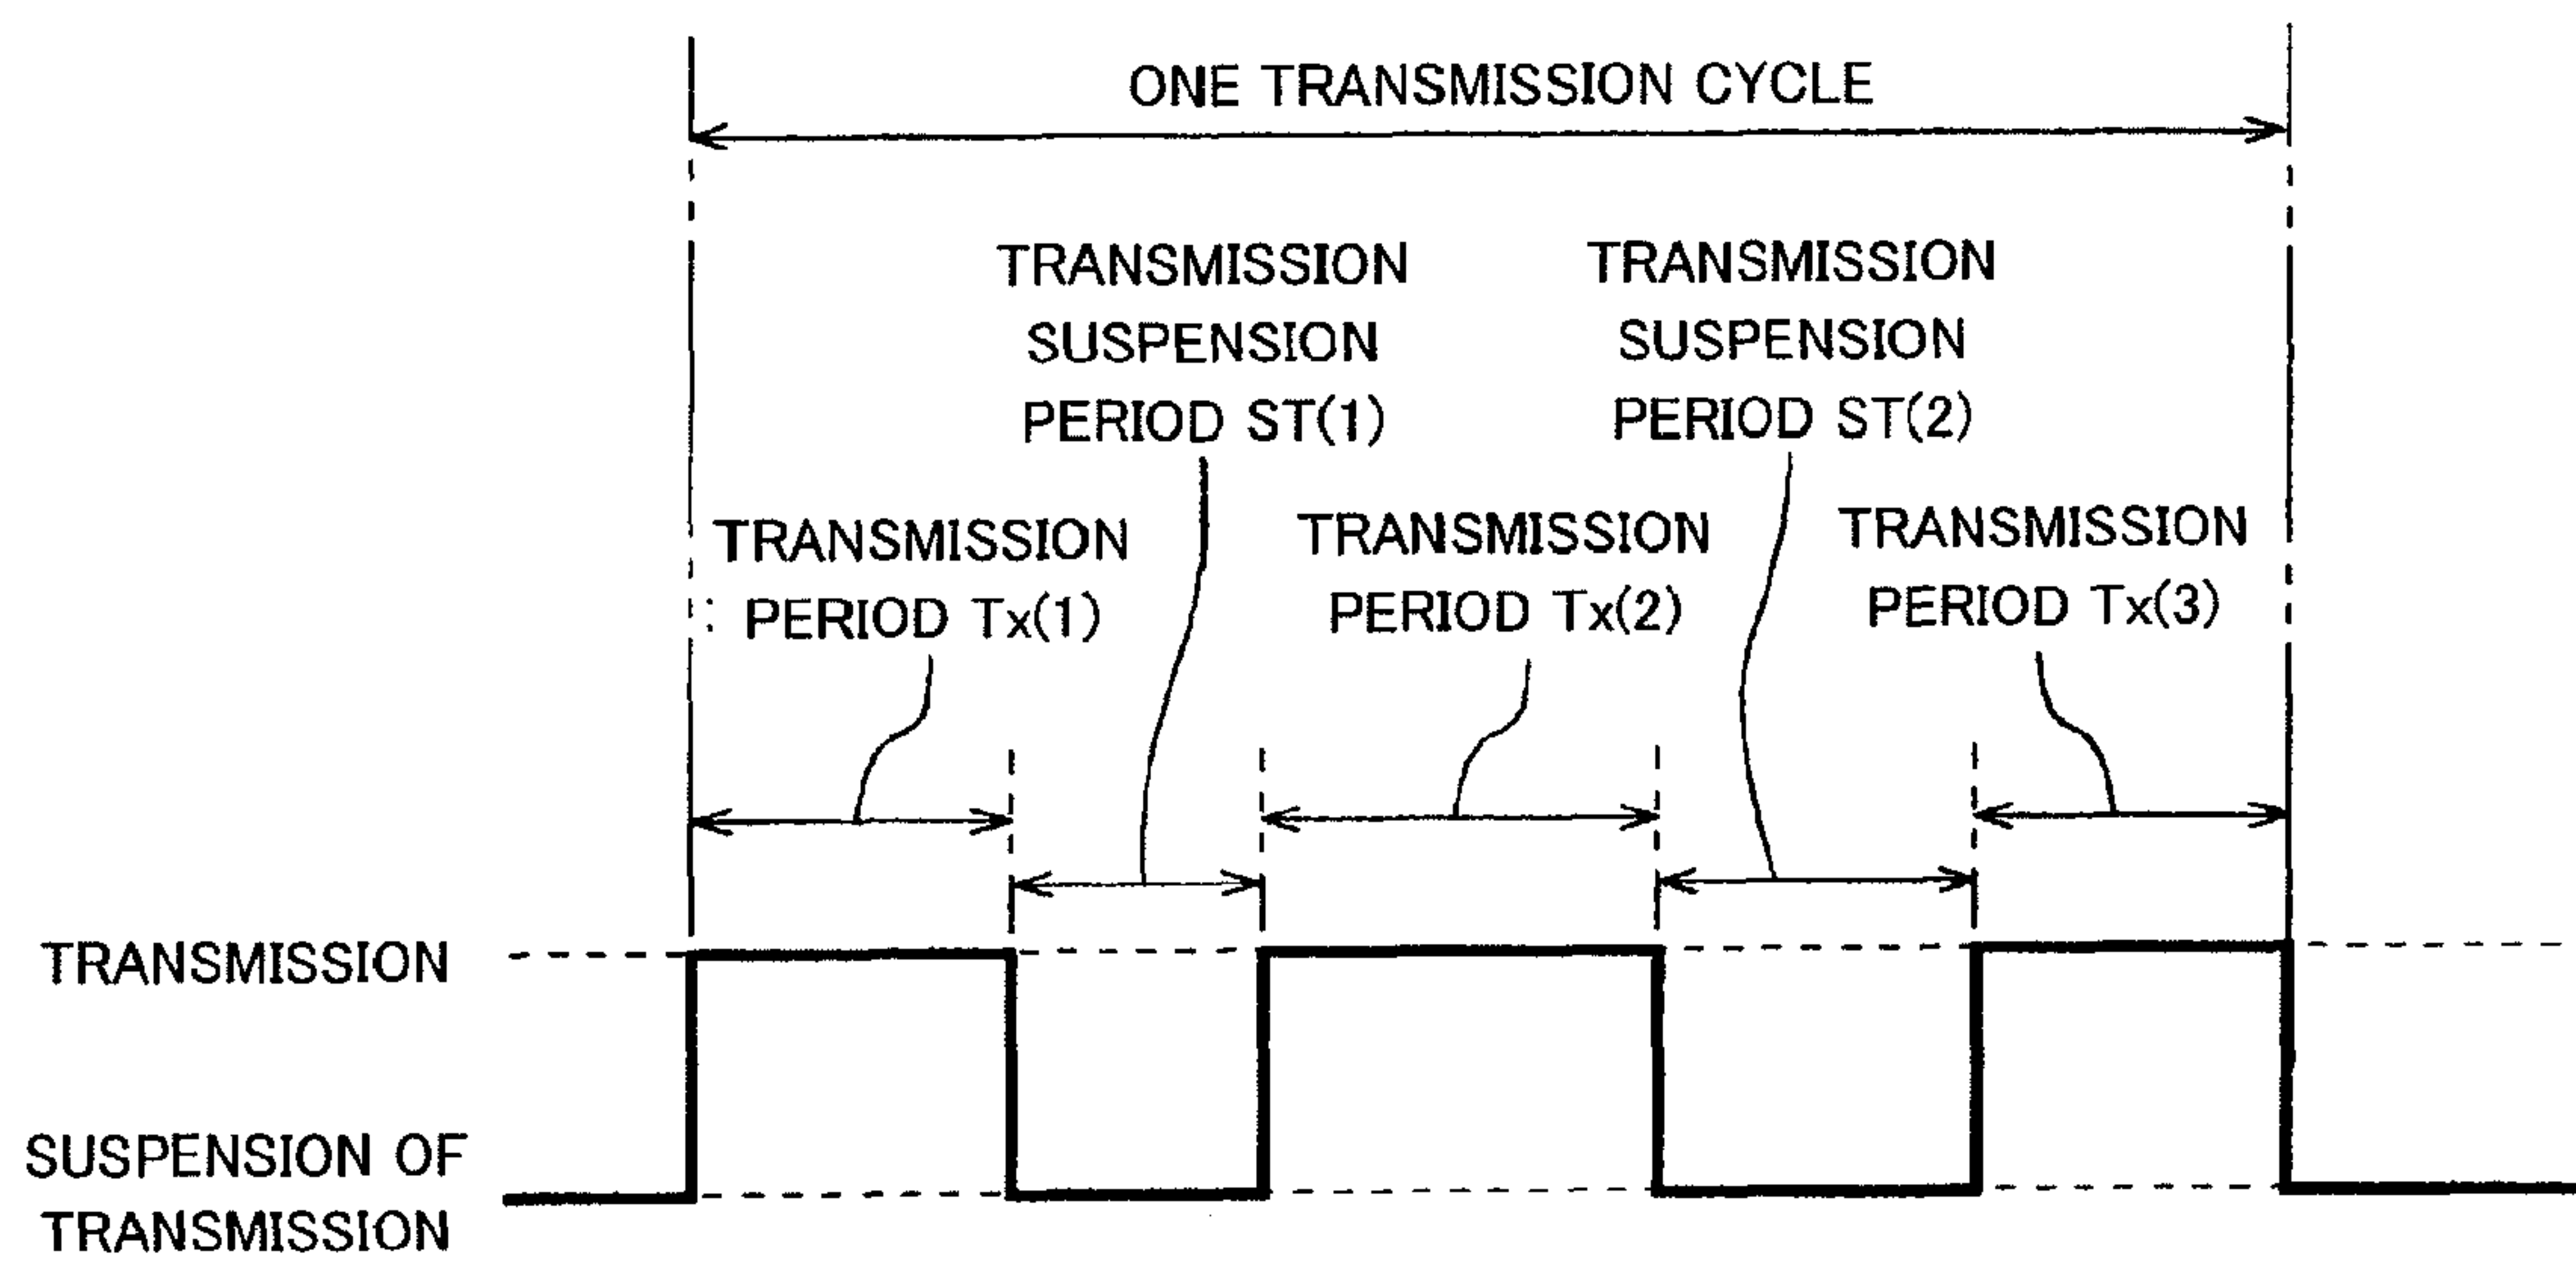 ONE TRANSMISSION CYCLE
TRANSMISSION
SUSPENSION
PERIOD ST(1)
TRANSMISSION
SUSPENSION
PERIOD ST(2)
TRANSMISSION
PERIOD Tx(1)
TRANSMISSION
PERIOD Tx(2)
TRANSMISSION
PERIOD Tx(3)
TRANSMISSION
SUSPENSION OF
TRANSMISSION